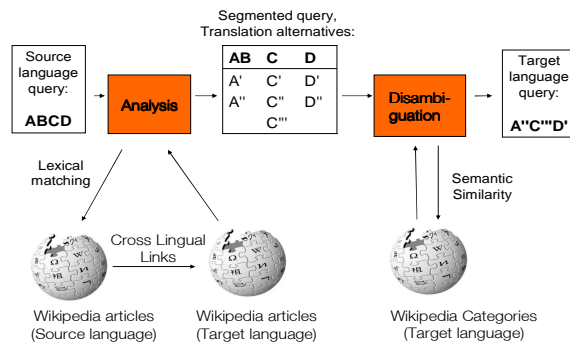 Segmented query,
Translation alternatives:
Source
language
query:
ABCD
Analysis
AB C D
A' C' D'
A'' C'' D''
C'''
Disambi-
guation
Target
language
query:
A''C'''D'
Lexical
matching
Semantic
Similarity
Cross Lingual
Links
Wikipedia articles
(Source language)
Wikipedia articles
(Target language)
Wikipedia Categories
(Target language)